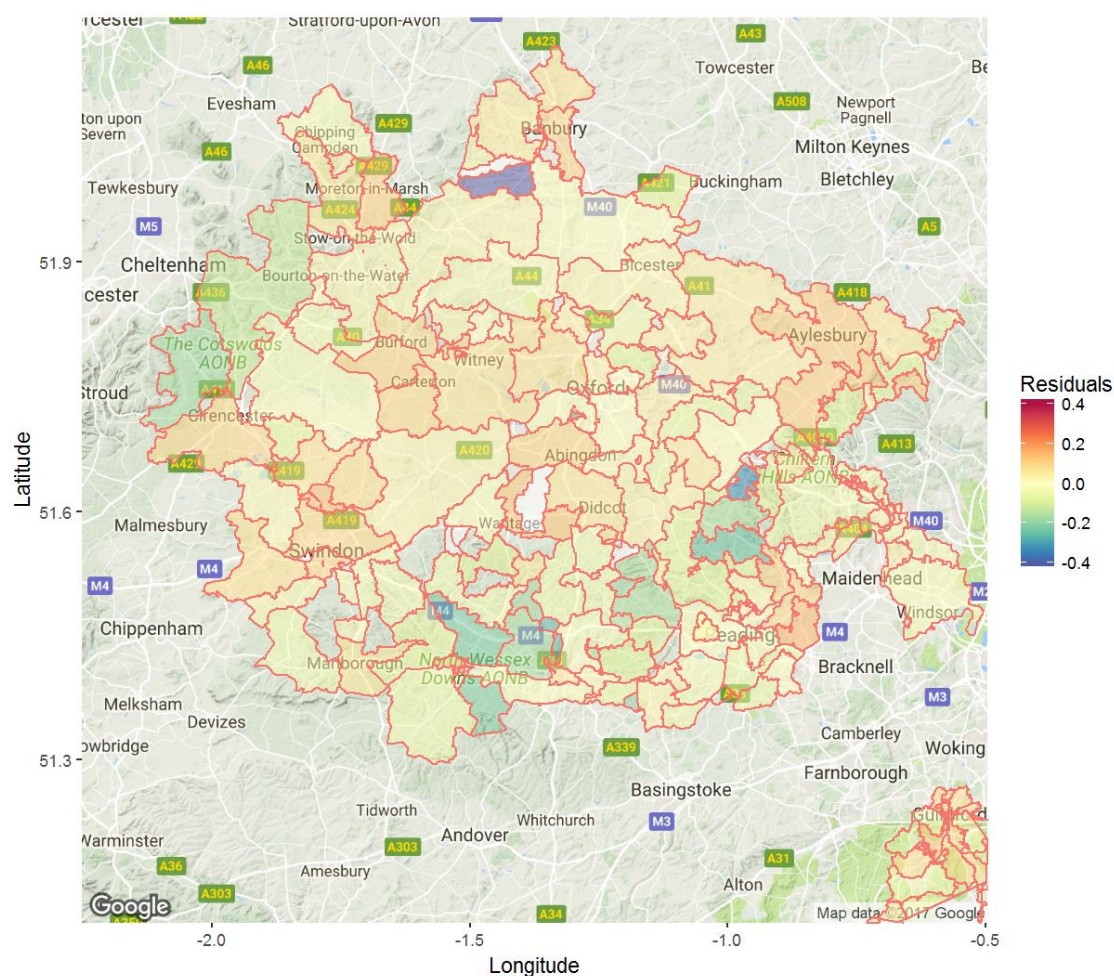 Stratford-upon-Avon
A423
A43
A46
Towcester
Evesham
A508
Newport
Pagnell
ton upon
Severn
A429
Banbury
Chipping
Campden
A46
A429
Milton Keynes
Tewkesbury
Moreton-in-Marsh
A421
Buckingham
Bletchley
A424
A44
M40
M5
Stow-on-the-Wold
A5
51.9
Cheltenham
Bicester
Bourton-on-the-Water
A44
A41
A418
A436
A40
Aylesbury
The Cotswolds
AONB
Burford
Witney
Stroud
Carterton
Oxford
M40
Cirencester
A420
A413
A429
A419
Abingdon
Chiltern
Hills AONB
Latitude
51.6
Malmesbury
A419
Wantage
Didcot
M40
Swindon
M4
M4
Maidenhead
M4
Windsor
Chippenham
M4
Reading
M4
Marlborough
North Wessex
Downs AONB
Bracknell
Melksham
Devizes
M3
owbridge
Camberley
51.3
A339
Woking
Farnborough
Basingstoke
Tidworth
Whitchurch
M3
Guildford
Warminster
Andover
A303
A36
Amesbury
A31
A303
Alton
Google
A34
Map data ©2017 Google
-2.0
-1.5
-1.0
-0.5
Longitude
Residuals
0.4
0.2
0.0
-0.2
-0.4